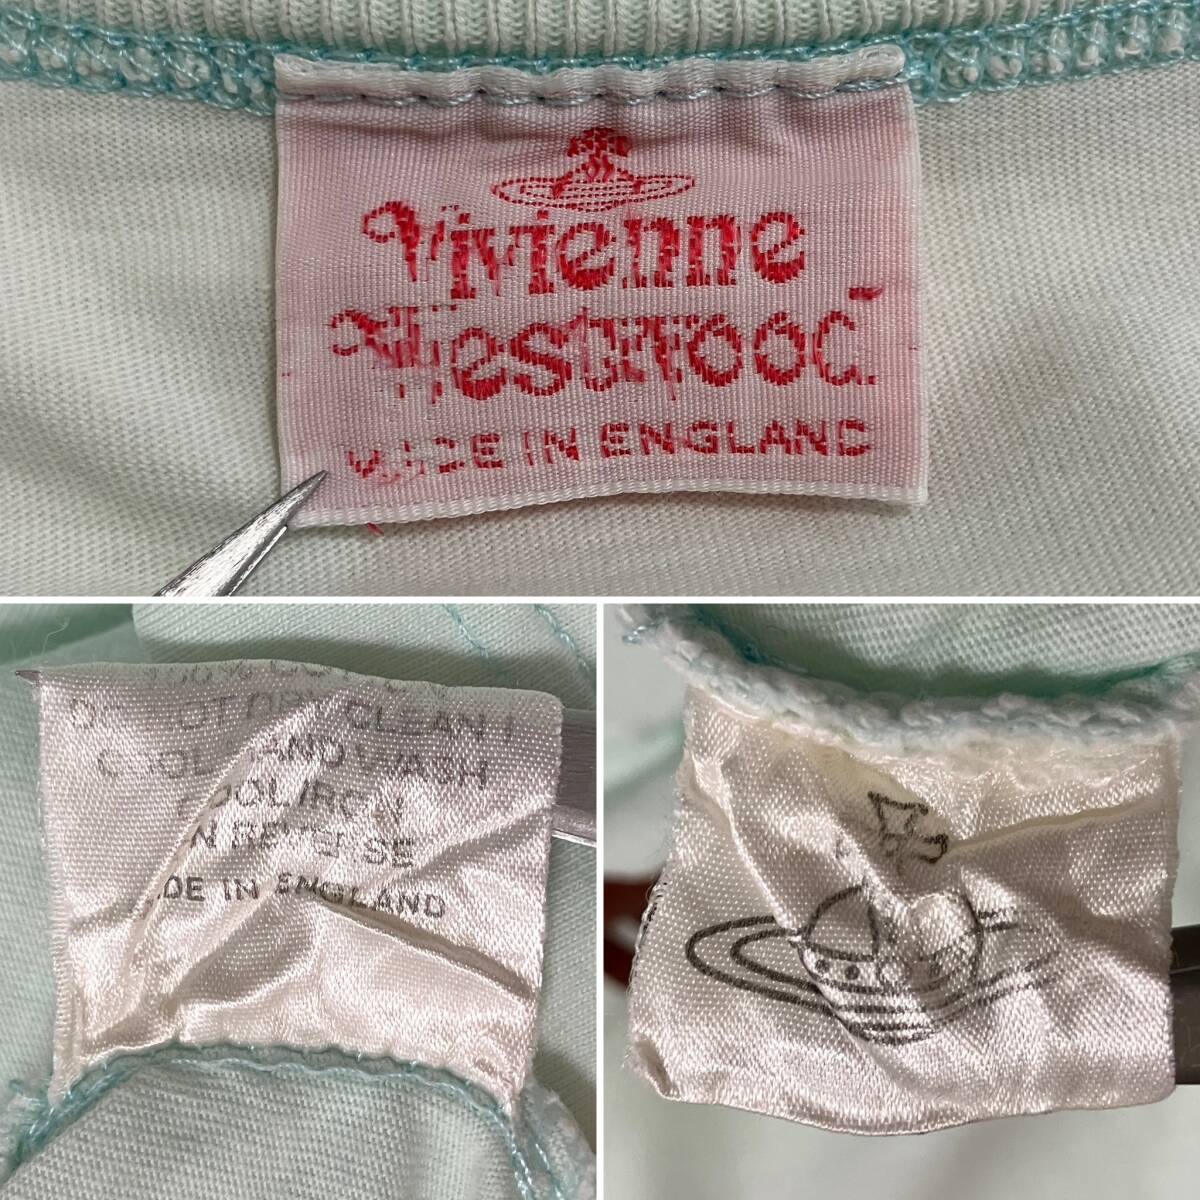 Vivienne
Westwood
MADE IN ENGLAND
DO NOT DRY CLEAN
COOL HAND WASH
COOL IRON
IN REVERSE
MADE IN ENGLAND